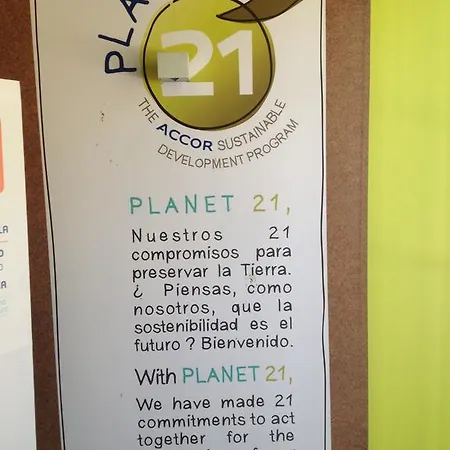 PLA
21
THE ACCOR SUSTAINABLE
DEVELOPMENT PROGRAM
PLANET 21,
Nuestros 21
compromisos para
preservar la Tierra.
¿ Piensas, como
nosotros, que la
sostenibilidad es el
futuro ? Bienvenido.
With PLANET 21,
We have made 21
commitments to act
together for the